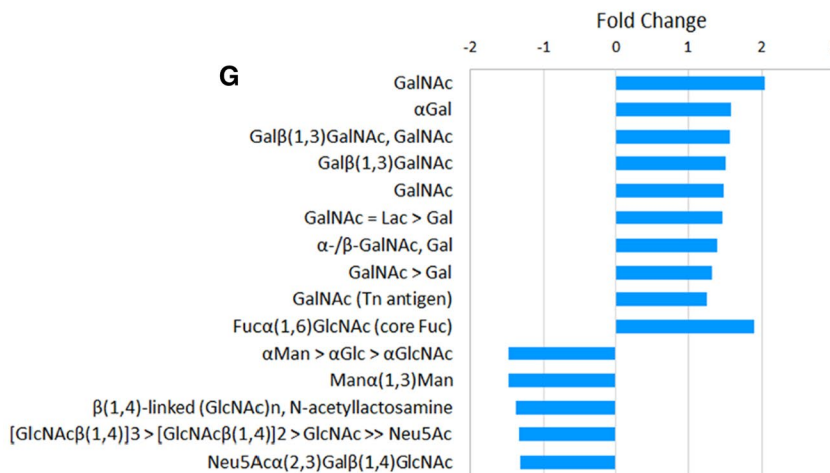 Fold Change
-2 -1 0 1 2
G
GalNAc
αGal
Galβ(1,3)GalNAc, GalNAc
Galβ(1,3)GalNAc
GalNAc
GalNAc = Lac > Gal
α-/β-GalNAc, Gal
GalNAc > Gal
GalNAc (Tn antigen)
Fucα(1,6)GlcNAc (core Fuc)
αMan > αGlc > αGlcNAc
Manα(1,3)Man
β(1,4)-linked (GlcNAc)n, N-acetyllactosamine
[GlcNAcβ(1,4)]3 > [GlcNAcβ(1,4)]2 > GlcNAc >> Neu5Ac
Neu5Acα(2,3)Galβ(1,4)GlcNAc